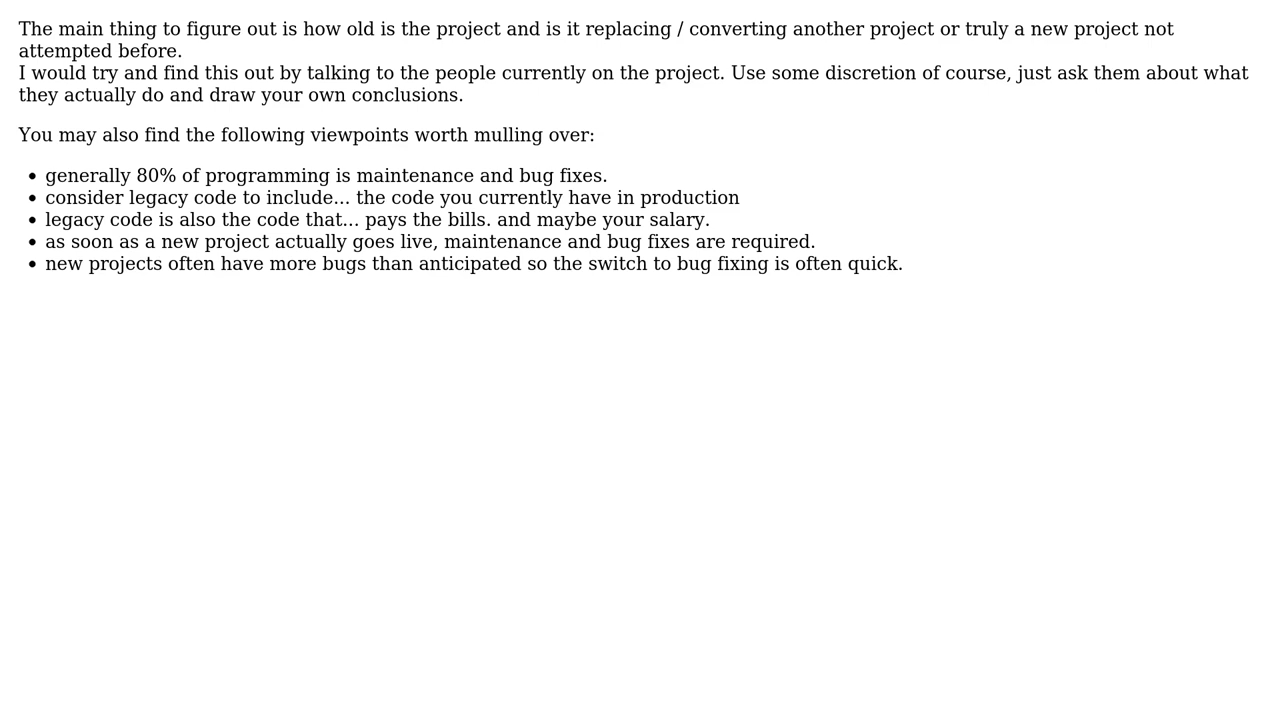 The main thing to figure out is how old is the project and is it replacing / converting another project or truly a new project not
attempted before.
I would try and find this out by talking to the people currently on the project. Use some discretion of course, just ask them about what
they actually do and draw your own conclusions.
You may also find the following viewpoints worth mulling over:
• generally 80% of programming is maintenance and bug fixes.
• consider legacy code to include... the code you currently have in production
• legacy code is also the code that... pays the bills. and maybe your salary.
• as soon as a new project actually goes live, maintenance and bug fixes are required.
• new projects often have more bugs than anticipated so the switch to bug fixing is often quick.